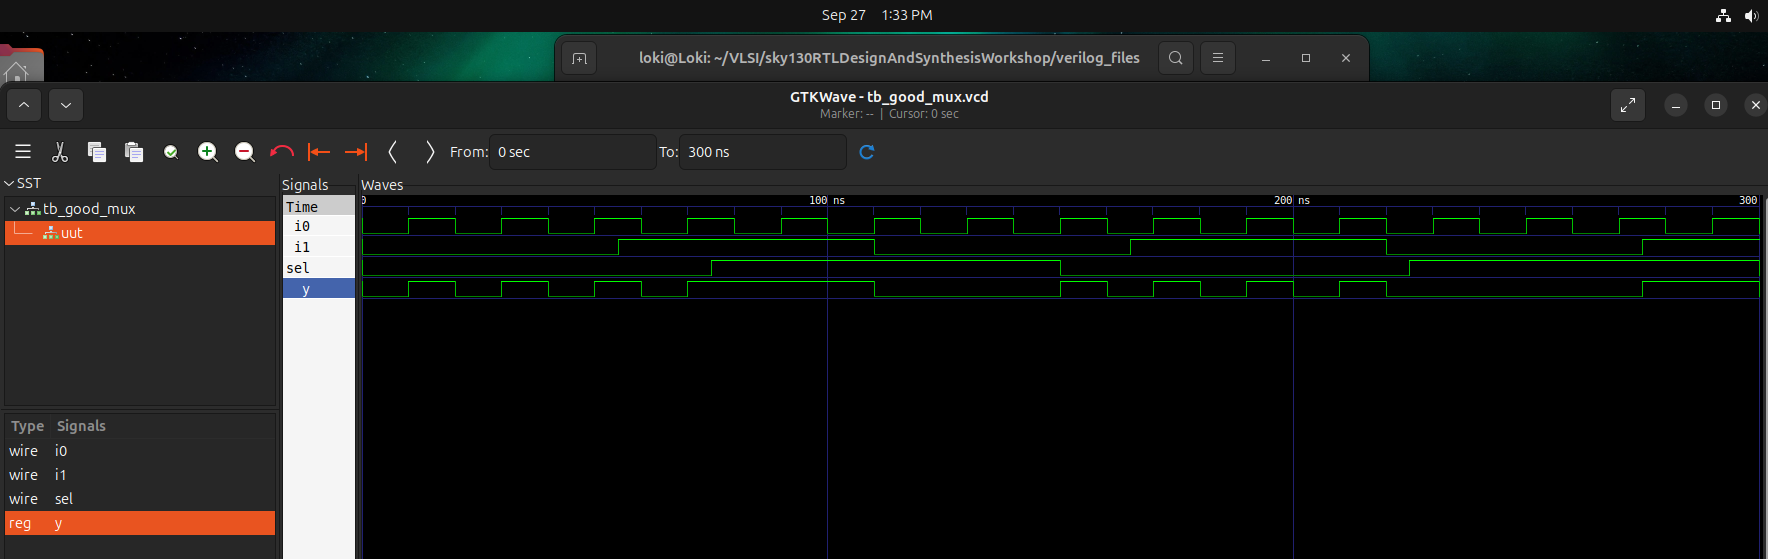 Sep 27 1:33 PM
loki@Loki: ~/VLSI/sky130RTLDesignAndSynthesisWorkshop/verilog_files
GTKWave - tb_good_mux.vcd
Marker: -- | Cursor: 0 sec
From: 0 sec To: 300 ns
SST
tb_good_mux
uut
Signals
Time
i0
i1
sel
y
Waves
0 100 ns 200 ns 300
Type Signals
wire i0
wire i1
wire sel
reg y